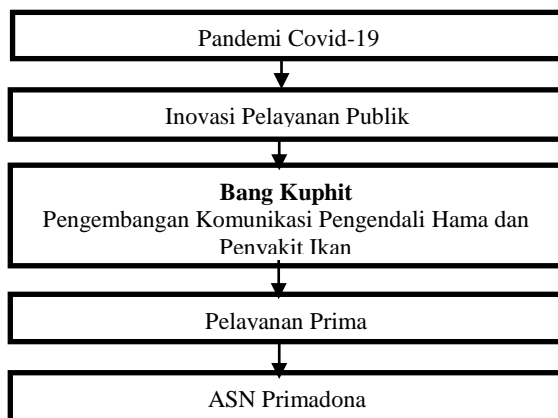 Pandemi Covid-19
Inovasi Pelayanan Publik
Bang Kuphit
Pengembangan Komunikasi Pengendali Hama dan
Penyakit Ikan
Pelayanan Prima
ASN Primadona